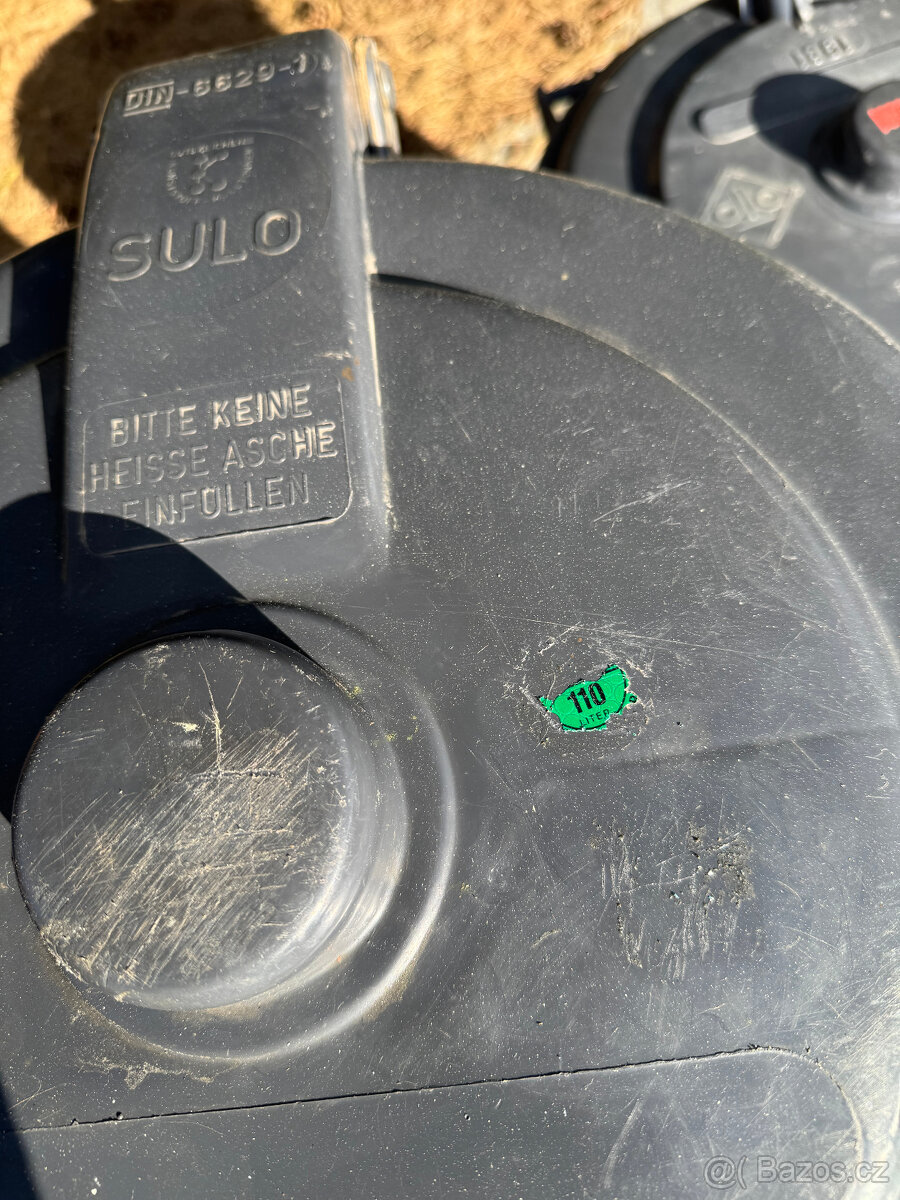 DIN-6629-1
SULO
BITTE KEINE
HEISSE ASCHE
EINFÜLLEN
110
LITER
@( Bazos.cz